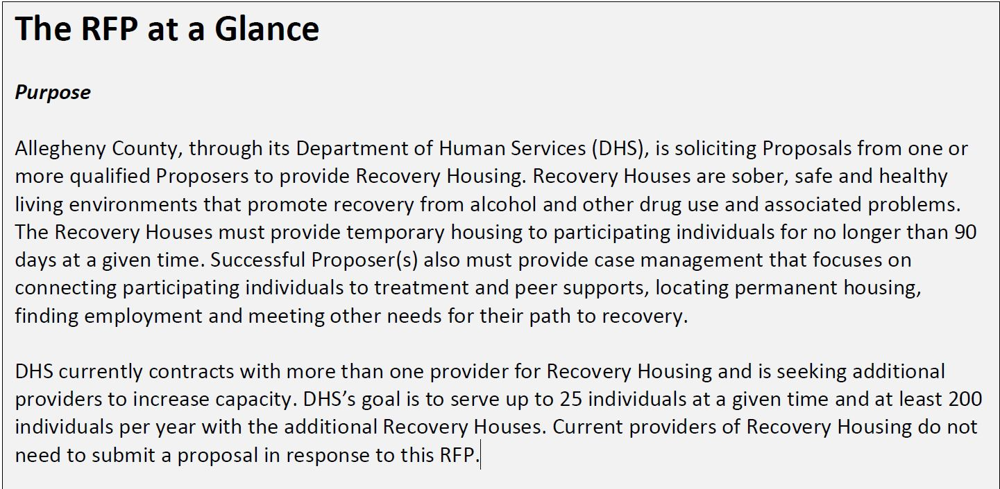 The RFP at a Glance
Purpose
Allegheny County, through its Department of Human Services (DHS), is soliciting Proposals from one or
more qualified Proposers to provide Recovery Housing. Recovery Houses are sober, safe and healthy
living environments that promote recovery from alcohol and other drug use and associated problems.
The Recovery Houses must provide temporary housing to participating individuals for no longer than 90
days at a given time. Successful Proposer(s) also must provide case management that focuses on
connecting participating individuals to treatment and peer supports, locating permanent housing,
finding employment and meeting other needs for their path to recovery.
DHS currently contracts with more than one provider for Recovery Housing and is seeking additional
providers to increase capacity. DHS’s goal is to serve up to 25 individuals at a given time and at least 200
individuals per year with the additional Recovery Houses. Current providers of Recovery Housing do not
need to submit a proposal in response to this RFP.